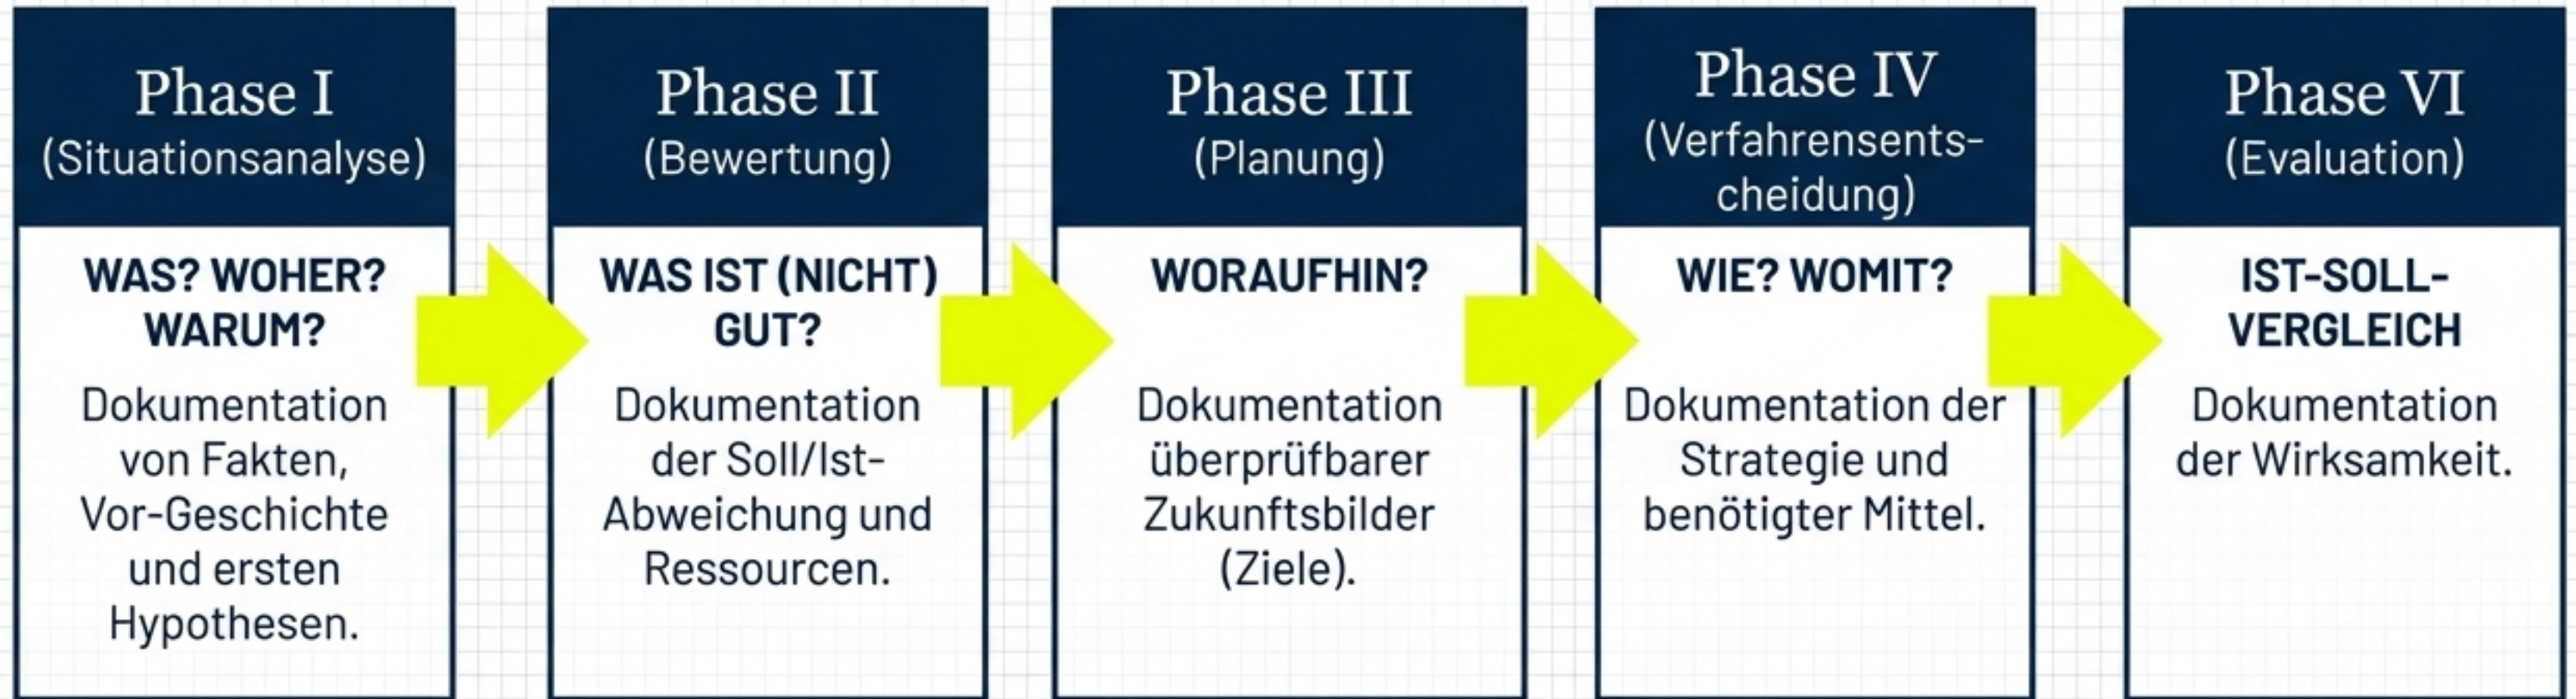 Phase I
(Situationsanalyse)
WAS? WOHER?
WARUM?
Dokumentation
von Fakten,
Vor-Geschichte
und ersten
Hypothesen.
Phase II
(Bewertung)
WAS IST (NICHT)
GUT?
Dokumentation
der Soll/Ist-
Abweichung und
Ressourcen.
Phase III
(Planung)
WORAUFHIN?
Dokumentation
überprüfbarer
Zukunftsbilder
(Ziele).
Phase IV
(Verfahrensents-
cheidung)
WIE? WOMIT?
Dokumentation der
Strategie und
benötigter Mittel.
Phase VI
(Evaluation)
IST-SOLL-
VERGLEICH
Dokumentation
der Wirksamkeit.